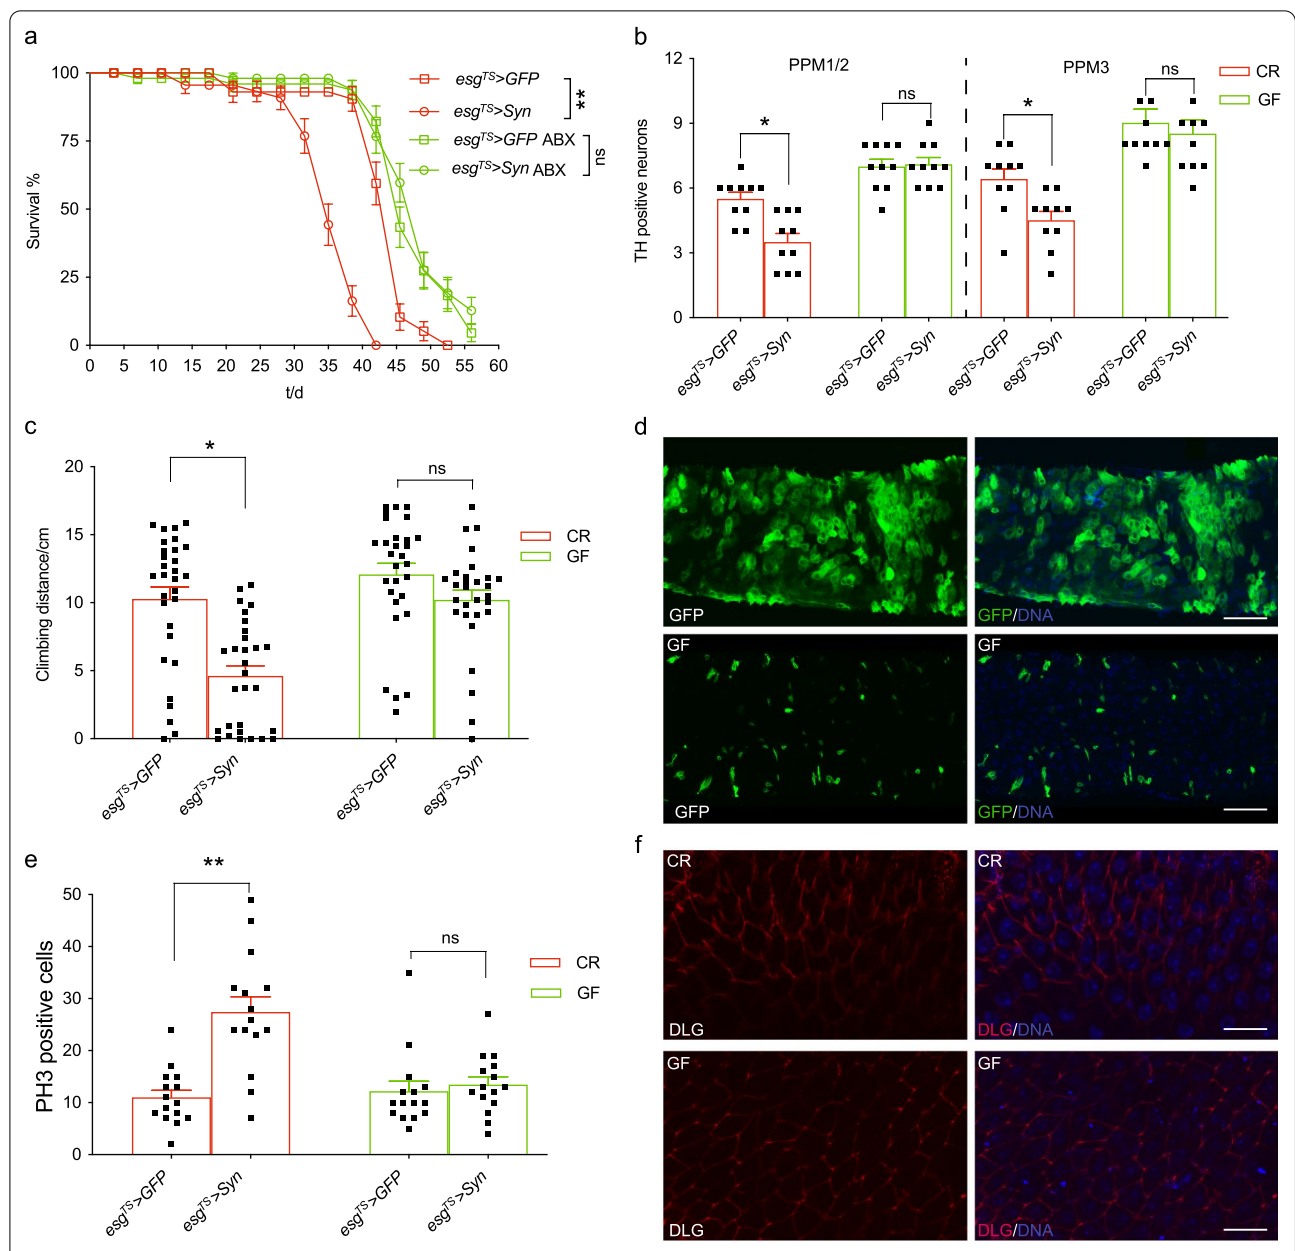 a
100
75
50
25
0
Survival %
0 5 10 15 20 25 30 35 40 45 50 55 60
t/d
esgTS>GFP
esgTS>Syn
esgTS>GFP ABX
esgTS>Syn ABX
**
ns
b
12
9
6
3
0
TH positive neurons
PPM1/2
PPM3
*
ns
*
ns
CR
GF
esgTS>GFP
esgTS>Syn
esgTS>GFP
esgTS>Syn
esgTS>GFP
esgTS>Syn
esgTS>GFP
esgTS>Syn
c
20
15
10
5
0
Climbing distance/cm
*
ns
CR
GF
esgTS>GFP
esgTS>Syn
esgTS>GFP
esgTS>Syn
d
GFP
GFP/DNA
GF
GFP
GF
GFP/DNA
e
50
40
30
20
10
0
PH3 positive cells
**
ns
CR
GF
esgTS>GFP
esgTS>Syn
esgTS>GFP
esgTS>Syn
f
CR
DLG
CR
DLG/DNA
GF
DLG
GF
DLG/DNA